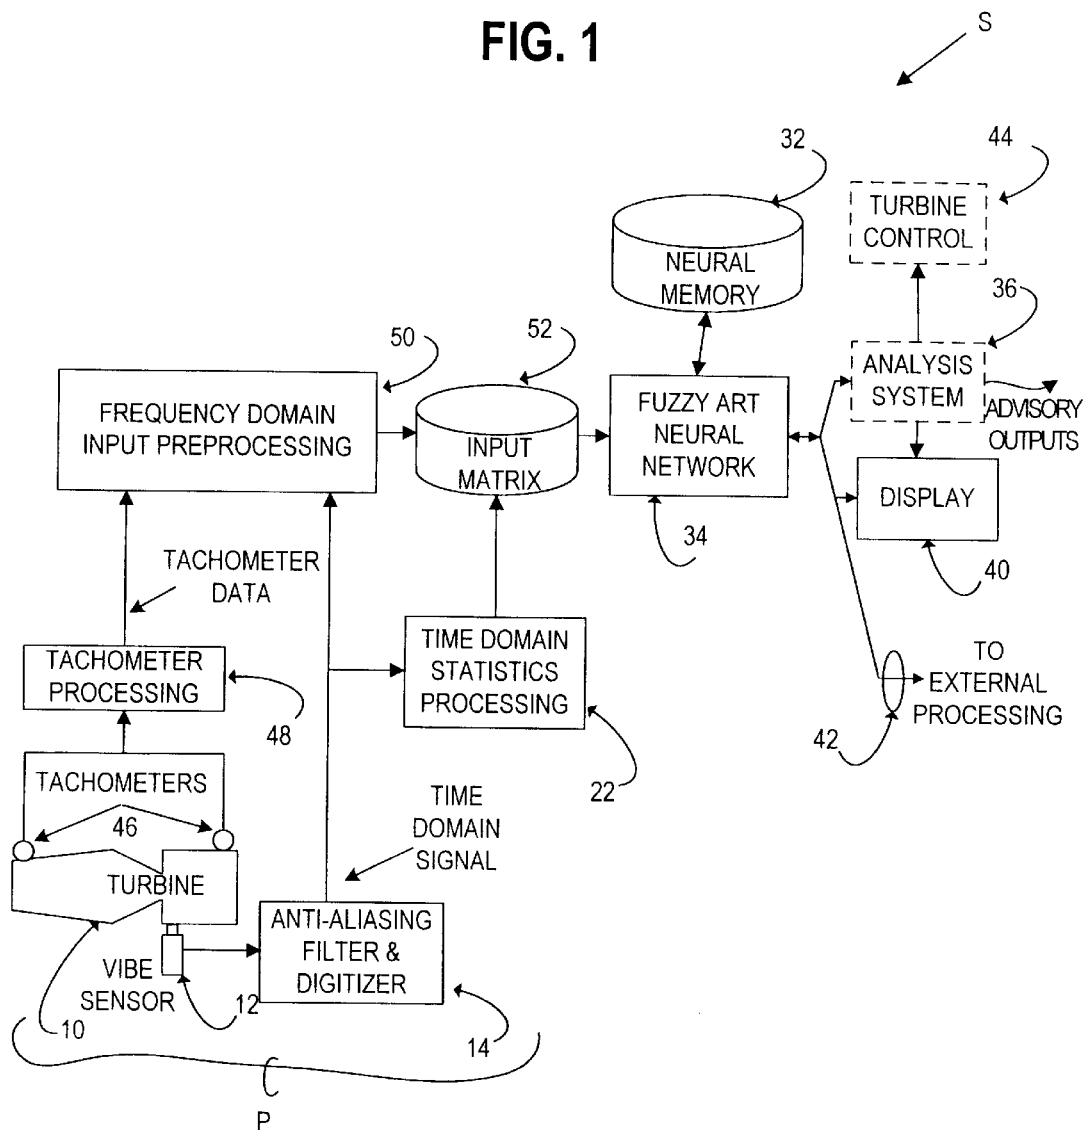 FIG. 1
S
32
44
TURBINE
CONTROL
NEURAL
MEMORY
36
50
52
ANALYSIS
SYSTEM
ADVISORY
OUTPUTS
FREQUENCY DOMAIN
INPUT PREPROCESSING
INPUT
MATRIX
FUZZY ART
NEURAL
NETWORK
DISPLAY
34
40
TACHOMETER
DATA
TACHOMETER
PROCESSING
48
TIME DOMAIN
STATISTICS
PROCESSING
22
TO
EXTERNAL
PROCESSING
42
TACHOMETERS
46
TIME
DOMAIN
SIGNAL
TURBINE
ANTI-ALIASING
FILTER &
DIGITIZER
VIBE
SENSOR
12
10
14
P